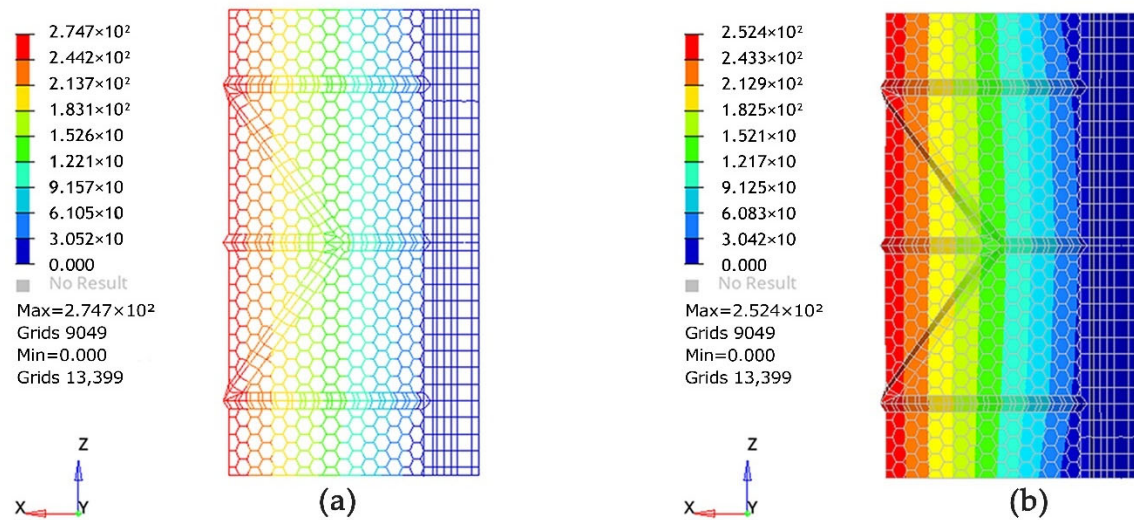 2.747×10²
2.442×10²
2.137×10²
1.831×10²
1.526×10
1.221×10
9.157×10
6.105×10
3.052×10
0.000
No Result
Max=2.747×10²
Grids 9049
Min=0.000
Grids 13,399
Z
X
Y
(a)
2.524×10²
2.433×10²
2.129×10²
1.825×10²
1.521×10
1.217×10
9.125×10
6.083×10
3.042×10
0.000
No Result
Max=2.524×10²
Grids 9049
Min=0.000
Grids 13,399
Z
X
Y
(b)